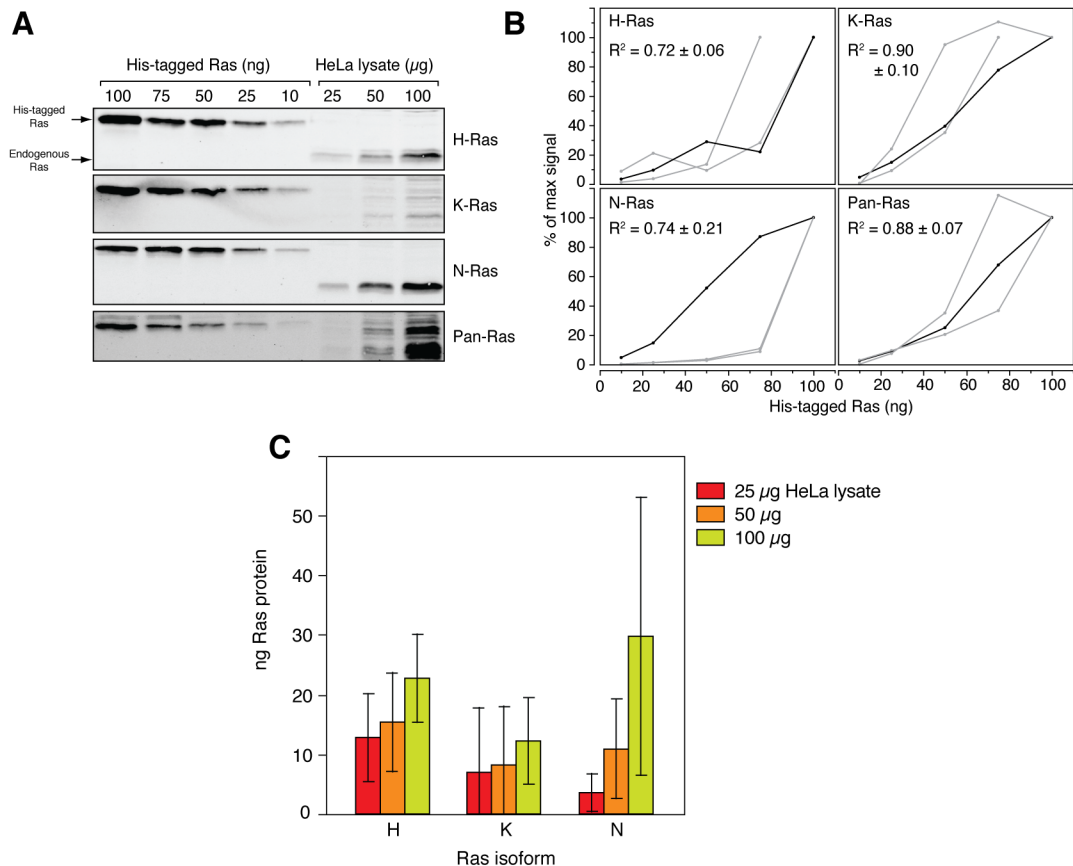 A
His-tagged Ras (ng)
HeLa lysate (µg)
100 75 50 25 10 25 50 100
His-tagged
Ras
Endogenous
Ras
H-Ras
K-Ras
N-Ras
Pan-Ras
B
% of max signal
100
80
60
40
20
0
100
80
60
40
20
0
H-Ras
R² = 0.72 ± 0.06
K-Ras
R² = 0.90
± 0.10
N-Ras
R² = 0.74 ± 0.21
Pan-Ras
R² = 0.88 ± 0.07
0 20 40 60 80 100 0 20 40 60 80 100
His-tagged Ras (ng)
C
ng Ras protein
50
40
30
20
10
0
H K N
Ras isoform
25 µg HeLa lysate
50 µg
100 µg